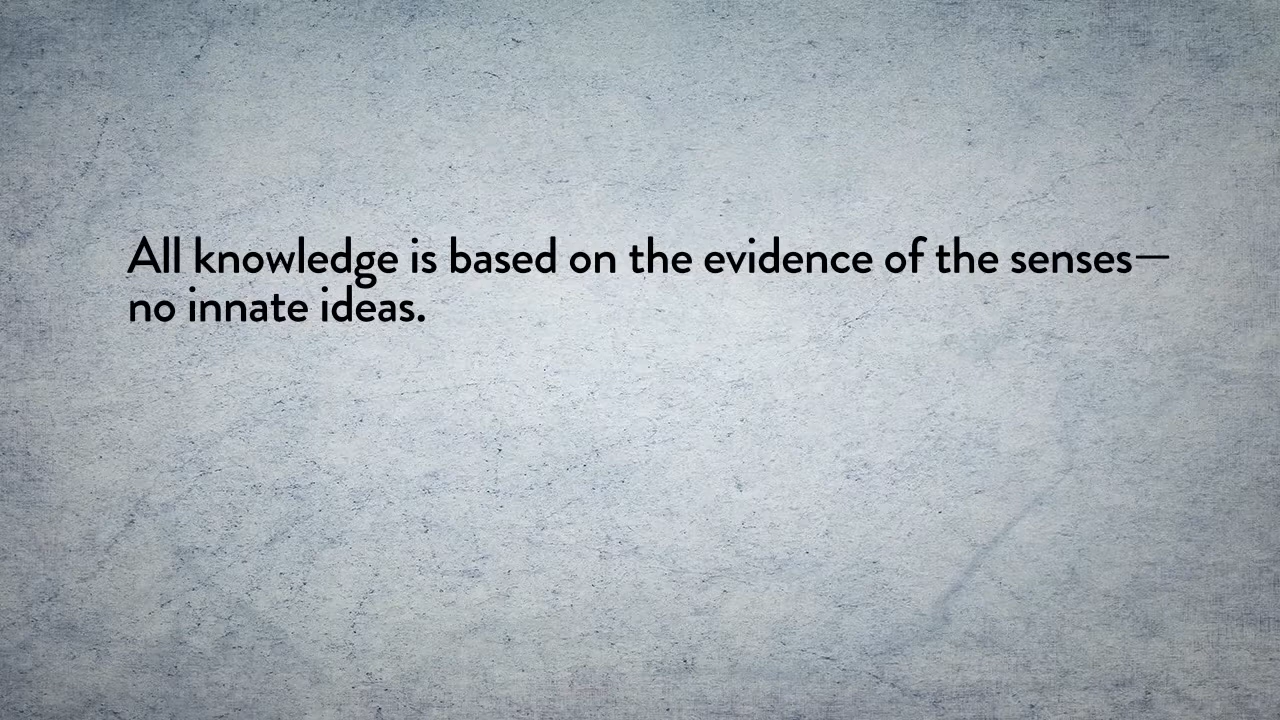 All knowledge is based on the evidence of the senses—
no innate ideas.